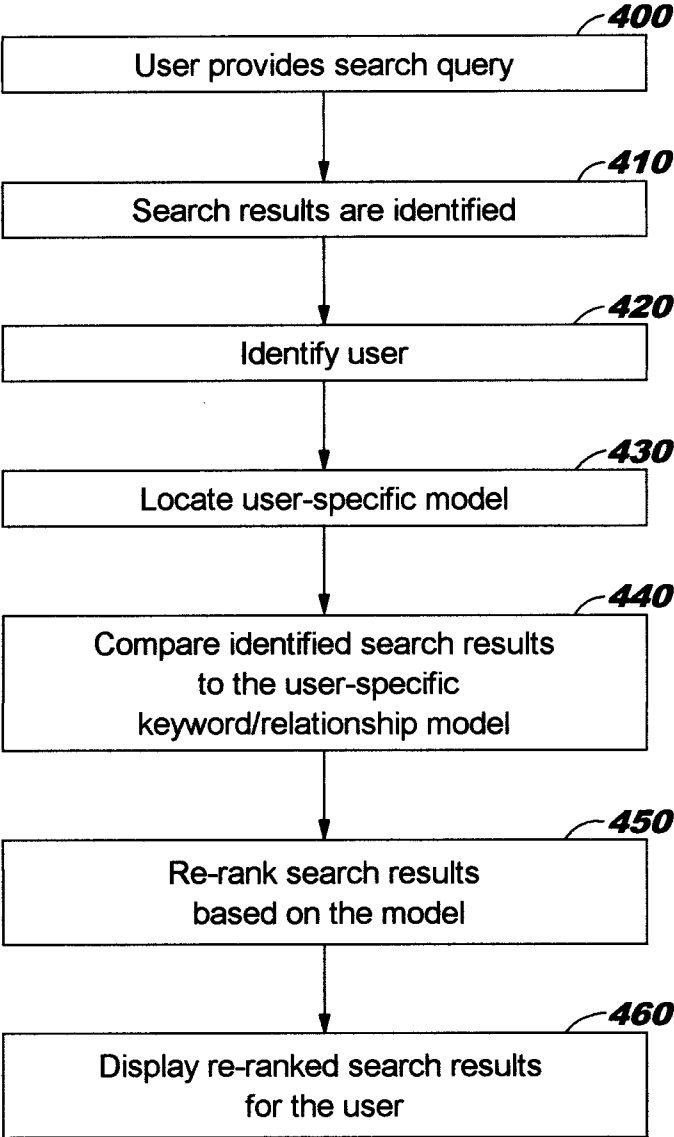 400
User provides search query
410
Search results are identified
420
Identify user
430
Locate user-specific model
440
Compare identified search results
to the user-specific
keyword/relationship model
450
Re-rank search results
based on the model
460
Display re-ranked search results
for the user